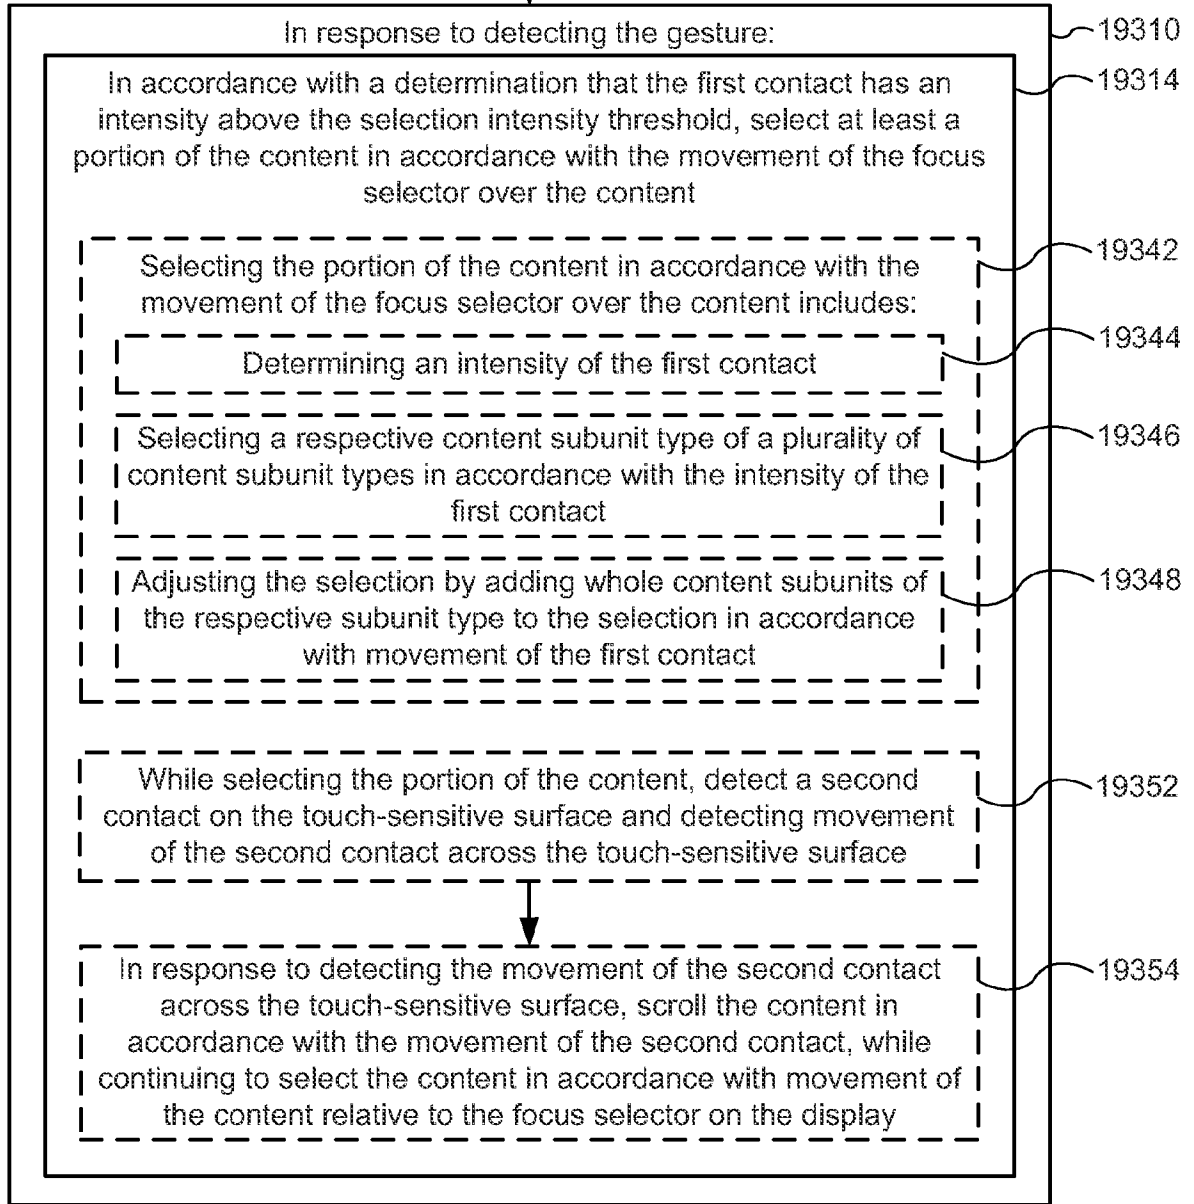 In response to detecting the gesture:
19310
In accordance with a determination that the first contact has an
19314
intensity above the selection intensity threshold, select at least a
portion of the content in accordance with the movement of the focus
selector over the content
Selecting the portion of the content in accordance with the
19342
movement of the focus selector over the content includes:
19344
Determining an intensity of the first contact
Selecting a respective content subunit type of a plurality of
19346
content subunit types in accordance with the intensity of the
first contact
Adjusting the selection by adding whole content subunits of
19348
the respective subunit type to the selection in accordance
with movement of the first contact
While selecting the portion of the content, detect a second
19352
contact on the touch-sensitive surface and detecting movement
of the second contact across the touch-sensitive surface
In response to detecting the movement of the second contact
19354
across the touch-sensitive surface, scroll the content in
accordance with the movement of the second contact, while
continuing to select the content in accordance with movement of
the content relative to the focus selector on the display